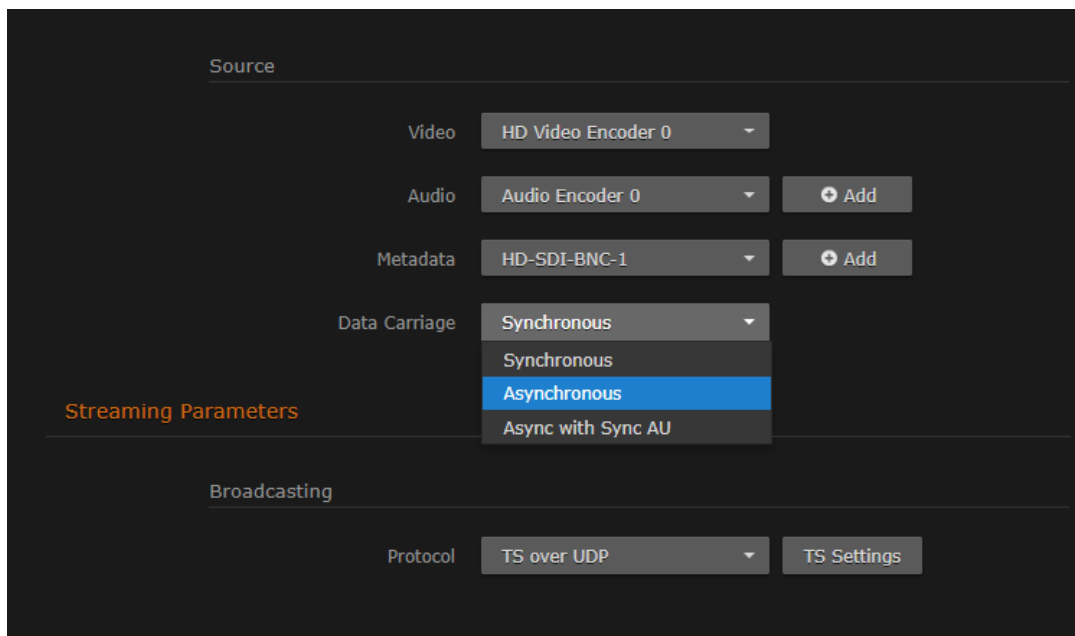 Source
Video HD Video Encoder 0
Audio Audio Encoder 0 Add
Metadata HD-SDI-BNC-1 Add
Data Carriage Synchronous
Synchronous
Asynchronous
Async with Sync AU
Streaming Parameters
Broadcasting
Protocol TS over UDP TS Settings